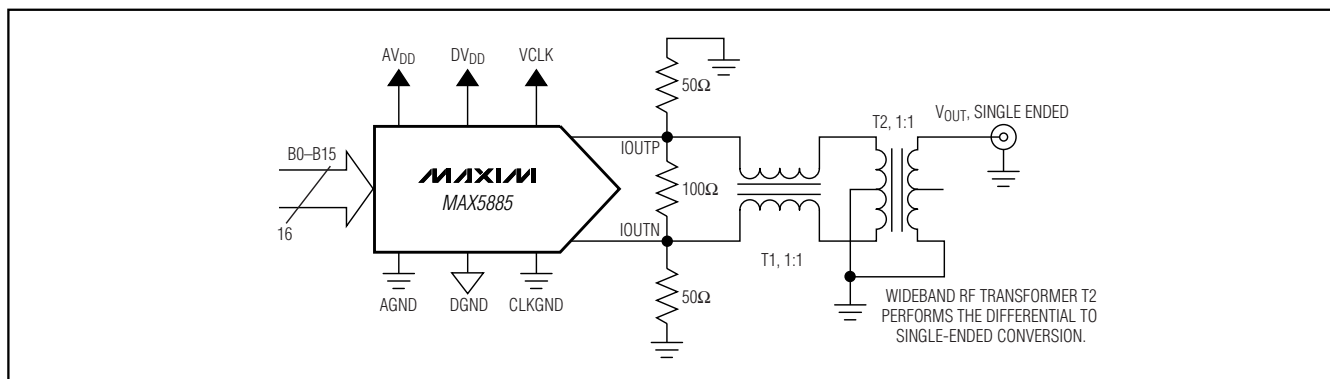 AVDD
DVDD
VCLK
50Ω
VOUT, SINGLE ENDED
T2, 1:1
IOUTP
B0–B15
MAXIM
MAX5885
100Ω
16
IOUTN
T1, 1:1
AGND
DGND
CLKGND
50Ω
WIDEBAND RF TRANSFORMER T2
PERFORMS THE DIFFERENTIAL TO
SINGLE-ENDED CONVERSION.